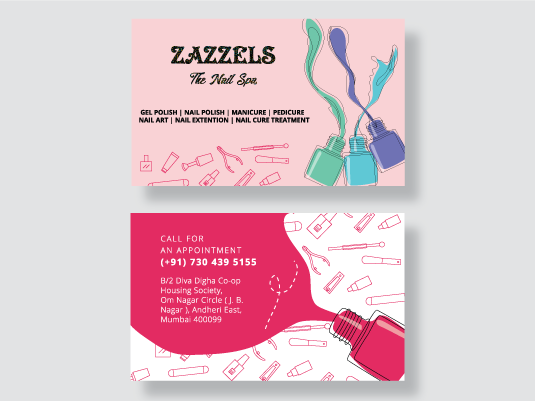 ZAZZELS
The Nail Spa
GEL POLISH | NAIL POLISH | MANICURE | PEDICURE
NAIL ART | NAIL EXTENTION | NAIL CURE TREATMENT
CALL FOR
AN APPOINTMENT
(+91) 730 439 5155
B/2 Diva Digha Co-op
Housing Society,
Om Nagar Circle ( J. B.
Nagar ), Andheri East,
Mumbai 400099